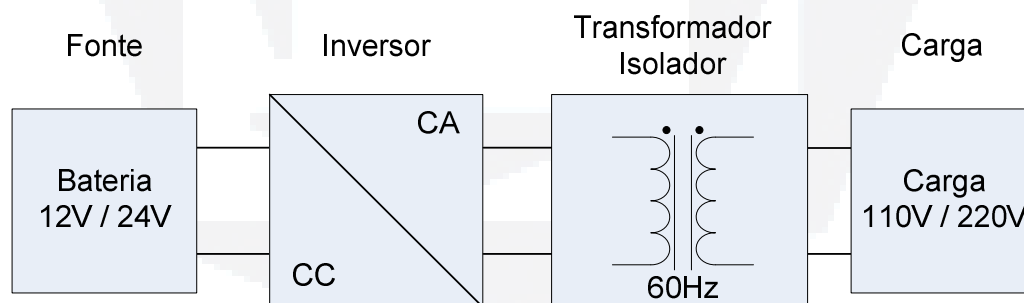 Fonte
Inversor
Transformador
Isolador
Carga
Bateria
12V / 24V
CA
CC
60Hz
Carga
110V / 220V